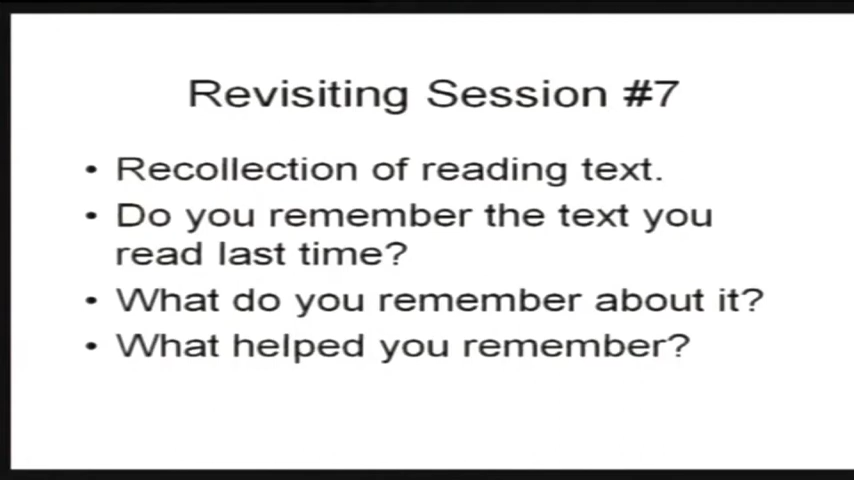 Revisiting Session #7
• Recollection of reading text.
• Do you remember the text you
read last time?
• What do you remember about it?
• What helped you remember?